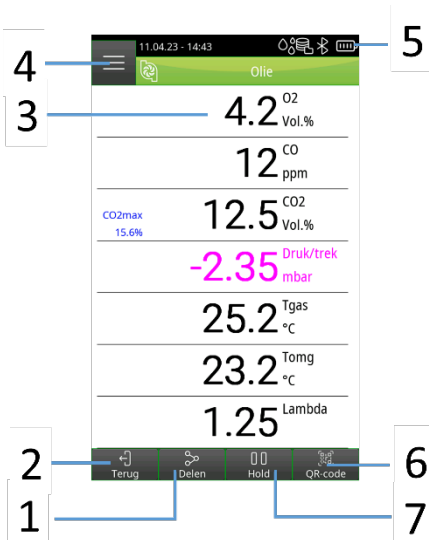 11.04.23 - 14:43
5
4
Olie
3
4.2 O2 Vol.%
12 CO ppm
CO2max
15.6%
12.5 CO2 Vol.%
-2.35 Druk/trek mbar
25.2 Tgas °C
23.2 Tomg °C
1.25 Lambda
2
Terug Delen Hold QR-code
6
1
7